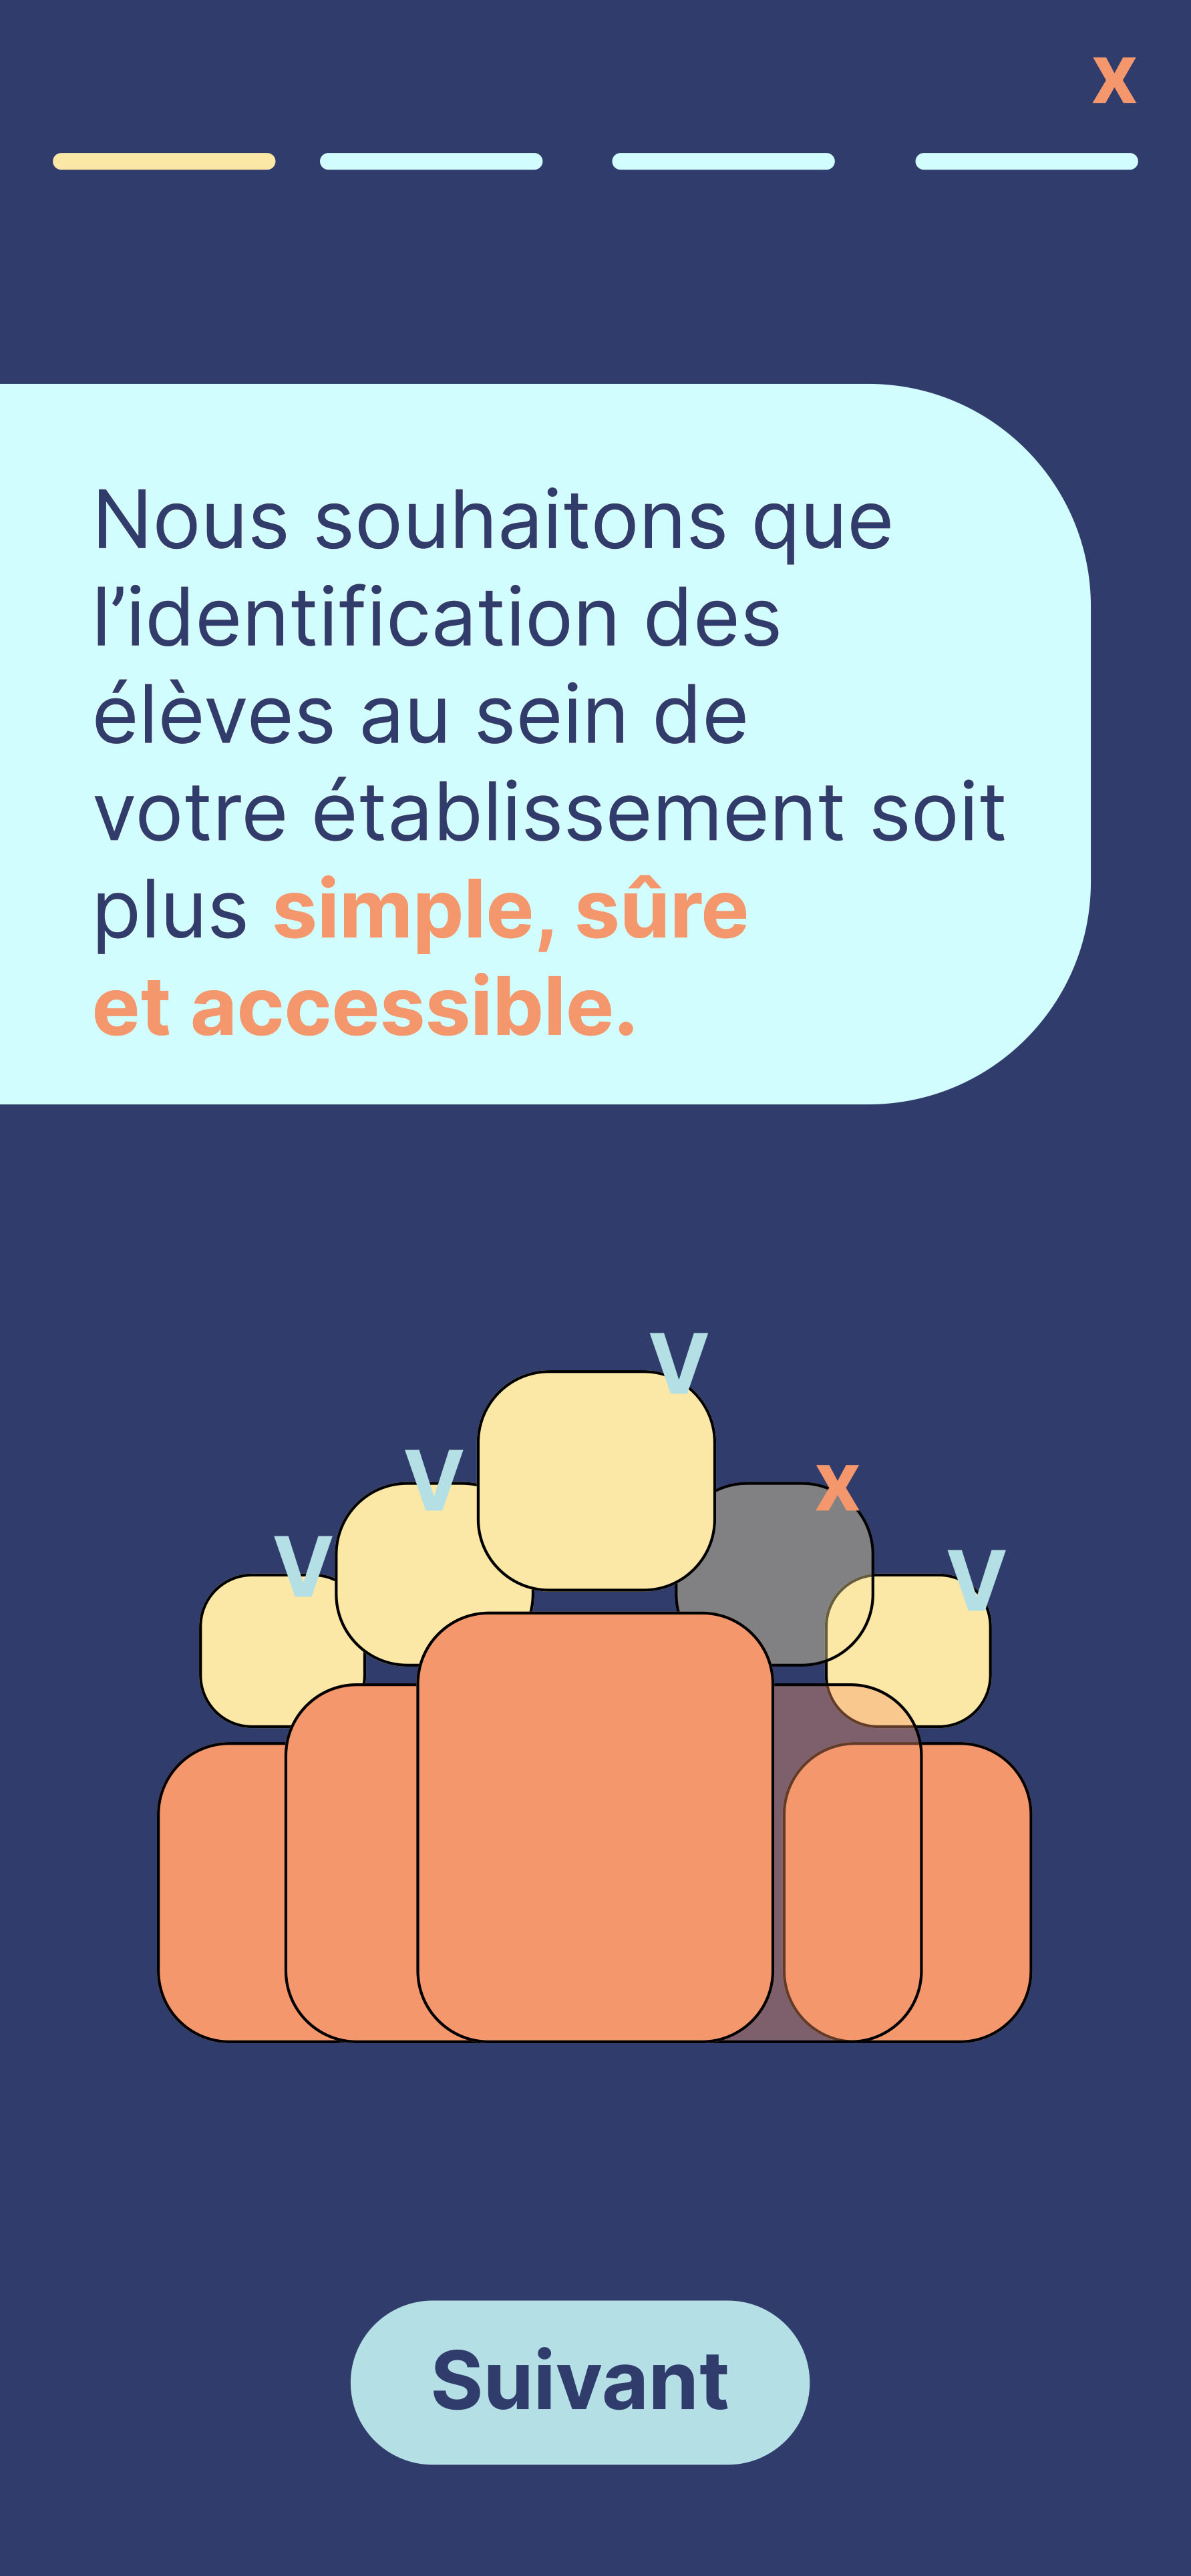 x
Nous souhaitons que
l’identification des
élèves au sein de
votre établissement soit
plus simple, sûre
et accessible.
V
V
x
V
V
Suivant